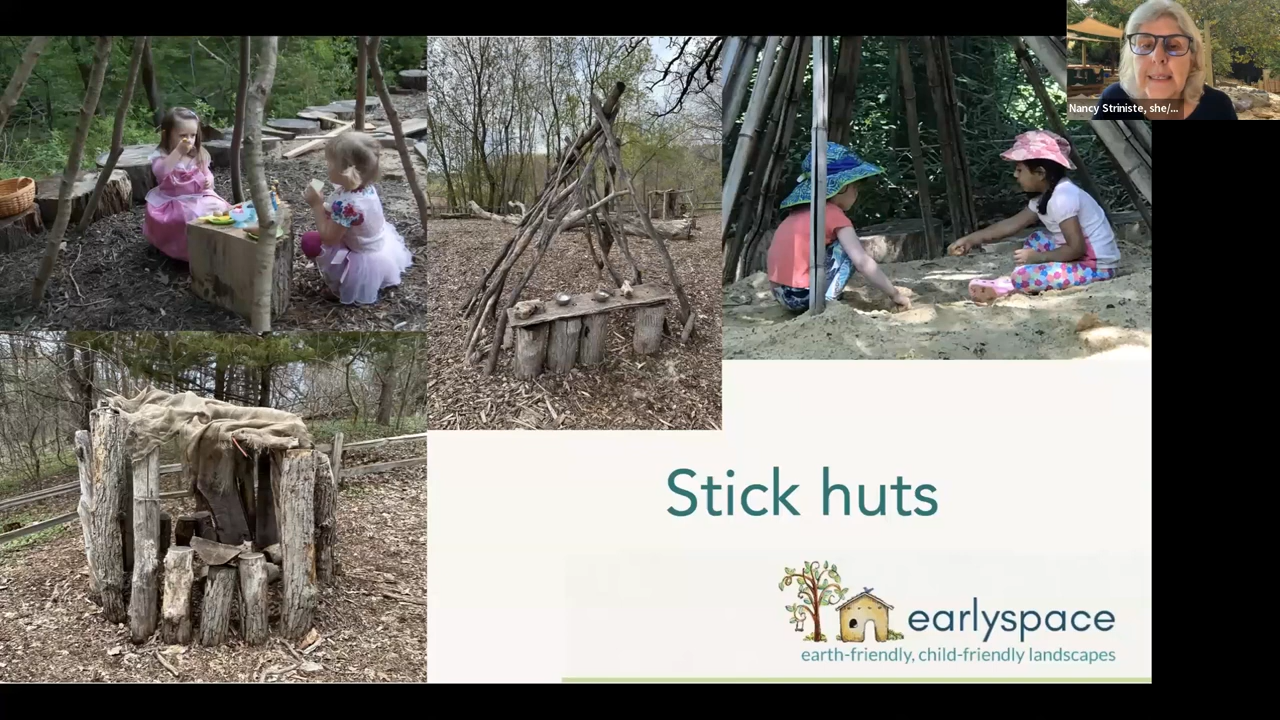 Nancy Striniste, she/...
Stick huts
earlyspace
earth-friendly, child-friendly landscapes